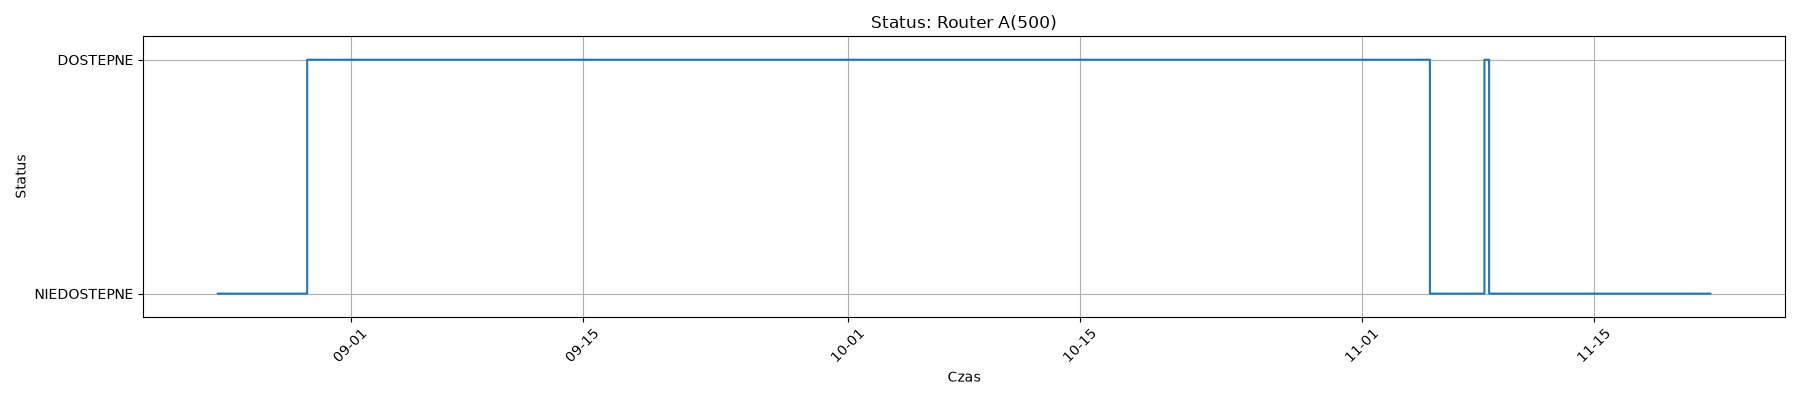 Status: Router A(500)
DOSTEPNE
Status
NIEDOSTEPNE
09-01
09-15
10-01
10-15
11-01
11-15
Czas